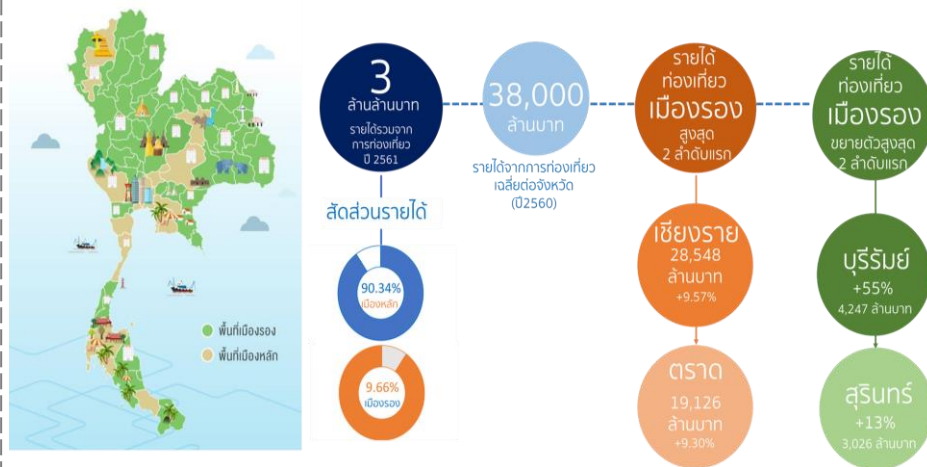 พื้นที่เมืองรอง
พื้นที่เมืองหลัก
3
ล้านล้านบาท
รายได้รวมจาก
การท่องเที่ยว
ปี 2561
สัดส่วนรายได้
90.34%
เมืองหลัก
9.66%
เมืองรอง
38,000
ล้านบาท
รายได้จากการท่องเที่ยว
เฉลี่ยต่อจังหวัด
(ปี2560)
รายได้
ท่องเที่ยว
เมืองรอง
สูงสุด
2 ลำดับแรก
เชียงราย
28,548
ล้านบาท
+9.57%
ตราด
19,126
ล้านบาท
+9.30%
รายได้
ท่องเที่ยว
เมืองรอง
ขยายตัวสูงสุด
2 ลำดับแรก
บุรีรัมย์
+55%
4,247 ล้านบาท
สุรินทร์
+13%
3,026 ล้านบาท